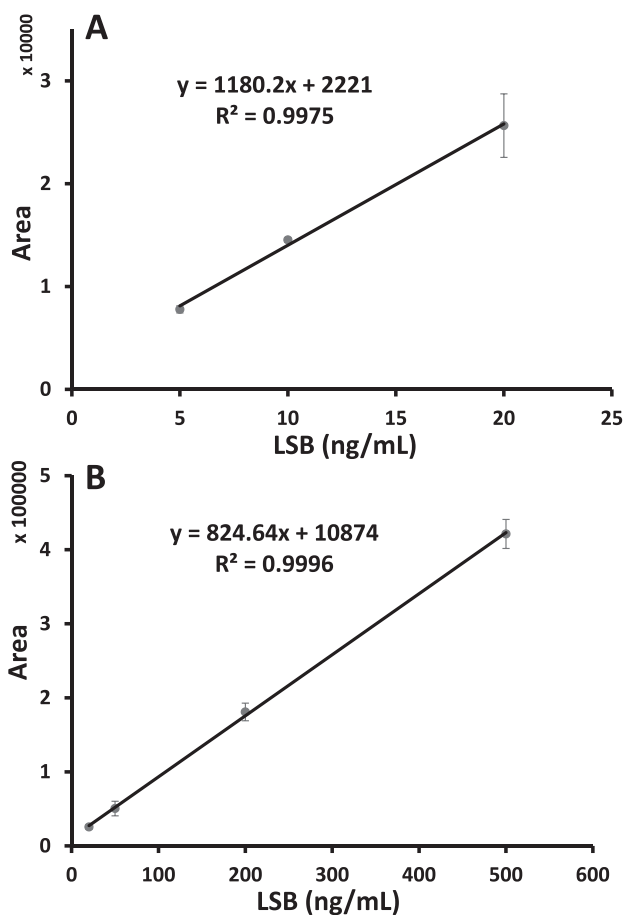 A
x 10000
y = 1180.2x + 2221
R² = 0.9975
3
2
1
0
Area
0 5 10 15 20 25
LSB (ng/mL)
B
x 100000
y = 824.64x + 10874
R² = 0.9996
5
4
3
2
1
0
Area
0 100 200 300 400 500 600
LSB (ng/mL)